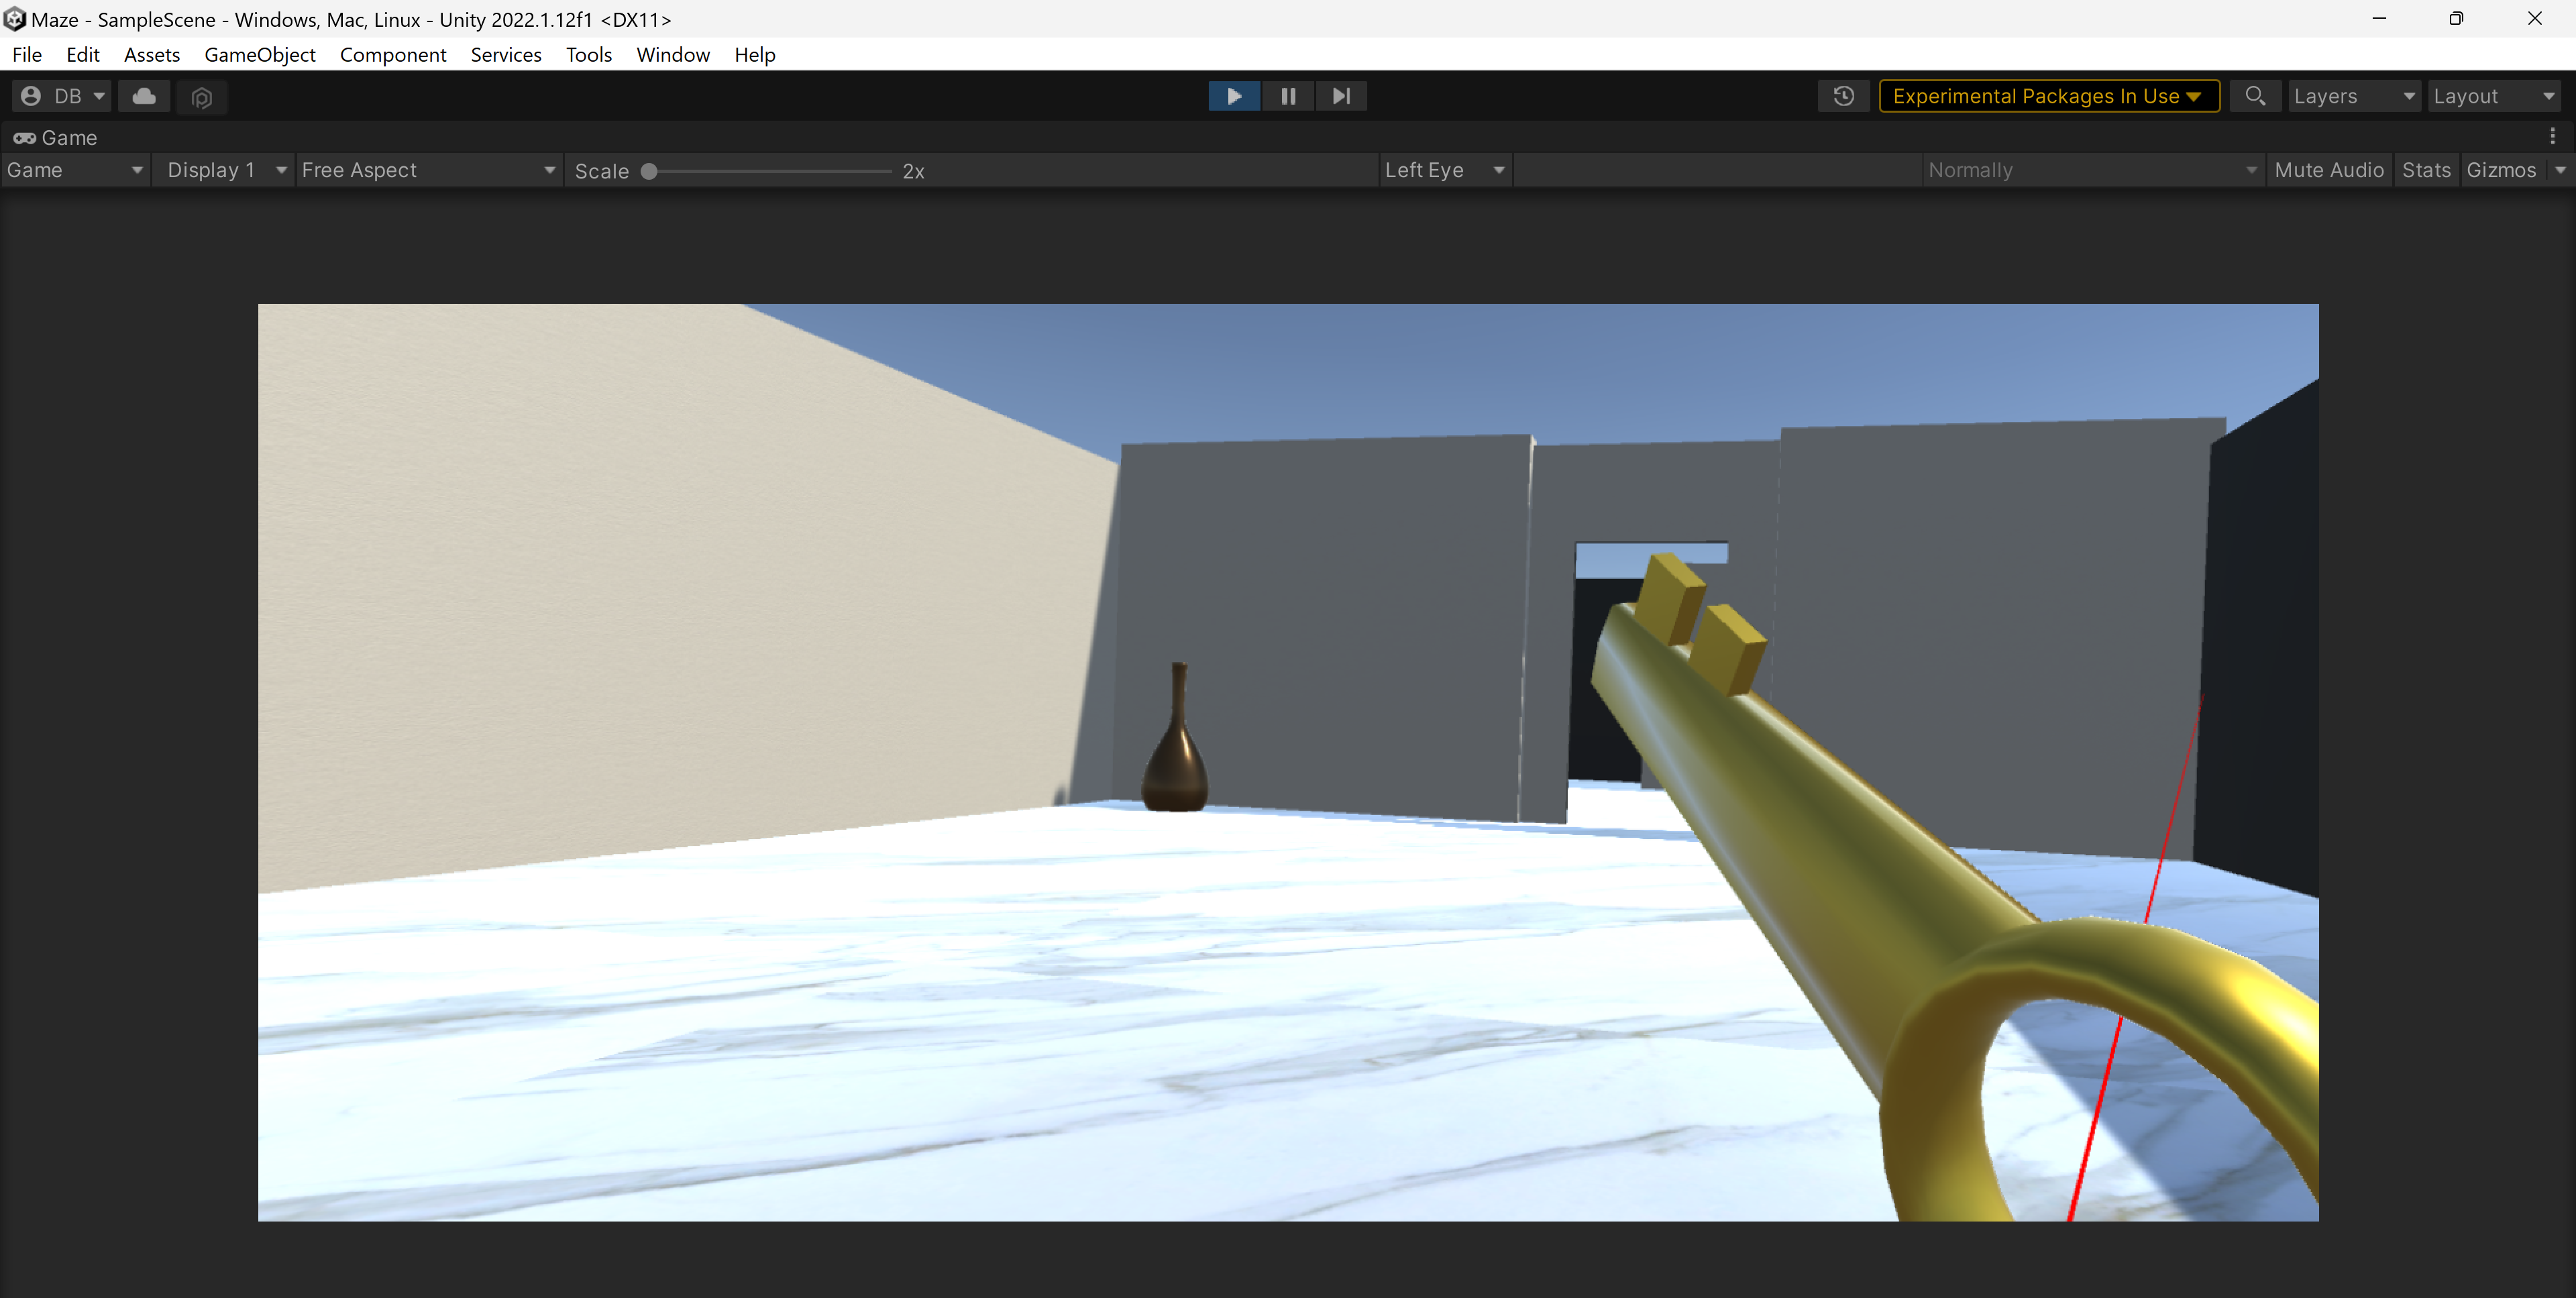 Maze - SampleScene - Windows, Mac, Linux - Unity 2022.1.12f1 <DX11>
File Edit Assets GameObject Component Services Tools Window Help
DB Experimental Packages In Use Layers Layout
Game
Game Display 1 Free Aspect Scale 2x Left Eye Normally Mute Audio Stats Gizmos